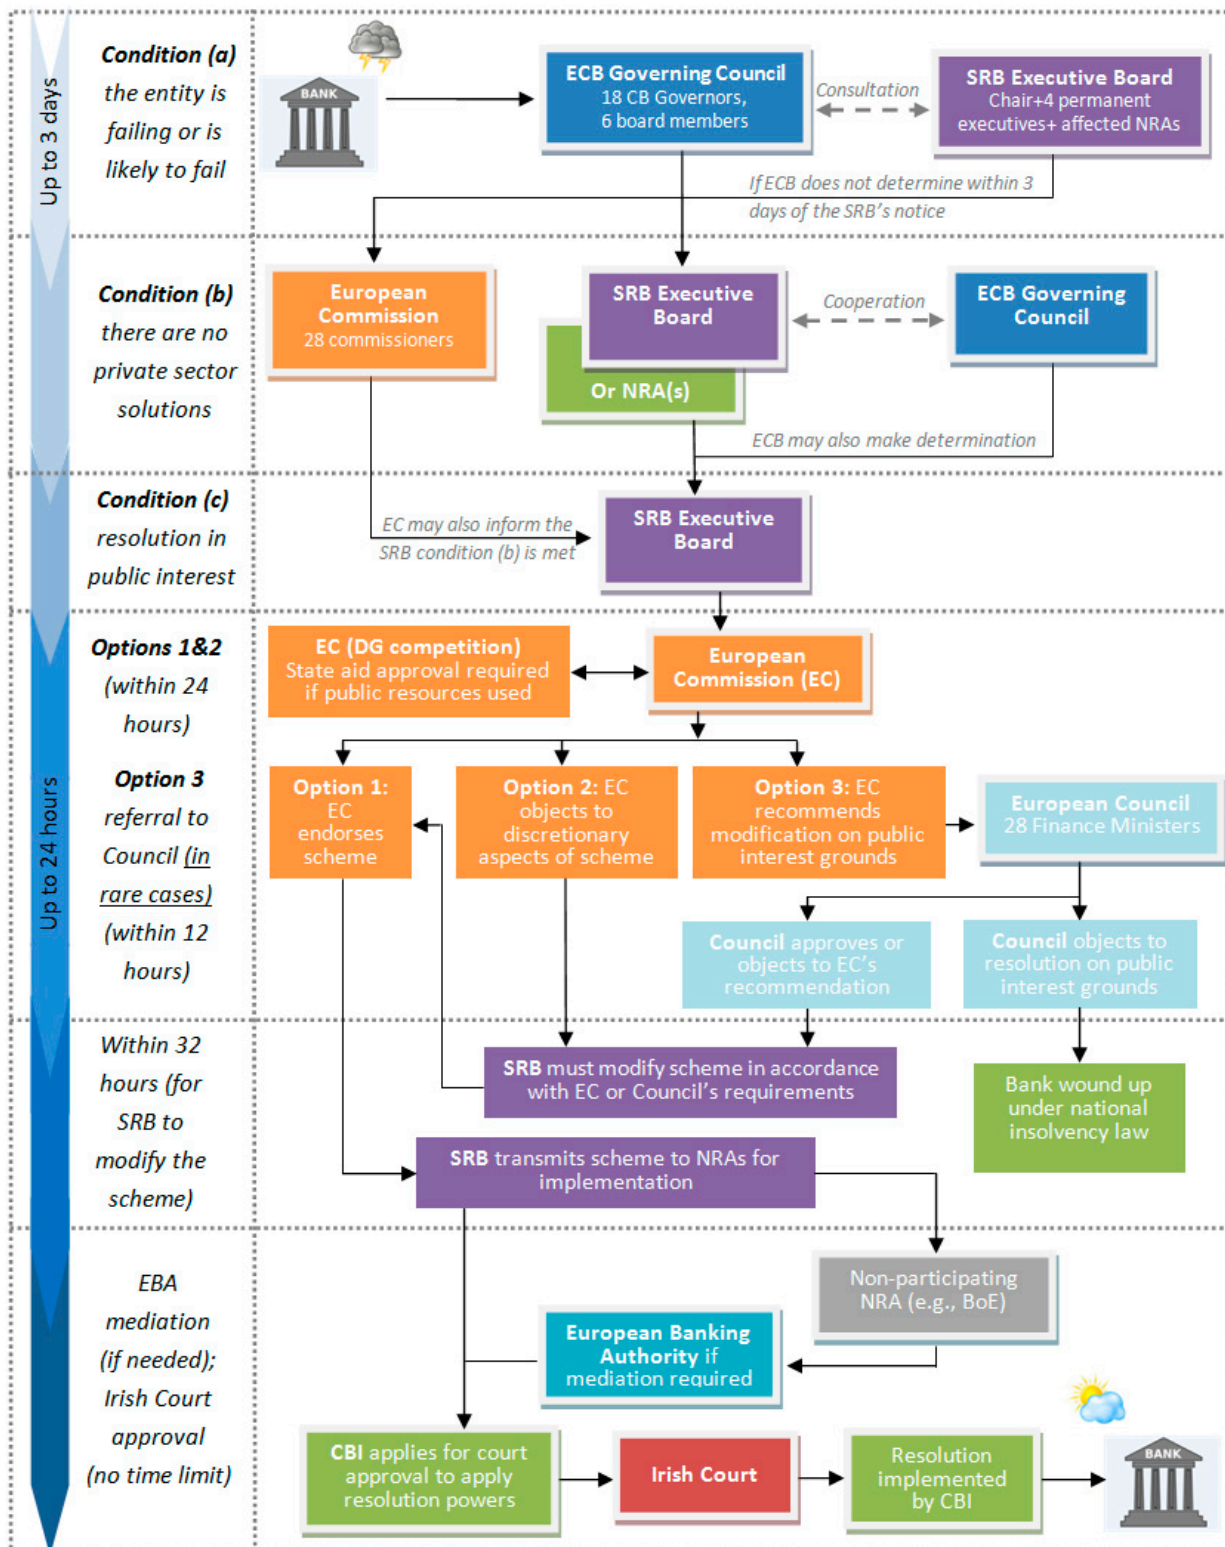 Up to 3 days
Condition (a)
the entity is
failing or is
likely to fail
BANK
ECB Governing Council
18 CB Governors,
6 board members
Consultation
SRB Executive Board
Chair+4 permanent
executives+ affected NRAs
If ECB does not determine within 3
days of the SRB's notice
Condition (b)
there are no
private sector
solutions
European
Commission
28 commissioners
SRB Executive
Board
Or NRA(s)
Cooperation
ECB Governing
Council
ECB may also make determination
Condition (c)
resolution in
public interest
EC may also inform the
SRB condition (b) is met
SRB Executive
Board
Up to 24 hours
Options 1&2
(within 24
hours)
EC (DG competition)
State aid approval required
if public resources used
European
Commission (EC)
Option 3
referral to
Council (in
rare cases)
(within 12
hours)
Option 1:
EC
endorses
scheme
Option 2: EC
objects to
discretionary
aspects of scheme
Option 3: EC
recommends
modification on public
interest grounds
European Council
28 Finance Ministers
Council approves or
objects to EC's
recommendation
Council objects to
resolution on public
interest grounds
Within 32
hours (for
SRB to
modify the
scheme)
SRB must modify scheme in accordance
with EC or Council's requirements
Bank wound up
under national
insolvency law
SRB transmits scheme to NRAs for
implementation
EBA
mediation
(if needed);
Irish Court
approval
(no time limit)
Non-participating
NRA (e.g., BoE)
European Banking
Authority if
mediation required
CBI applies for court
approval to apply
resolution powers
Irish Court
Resolution
implemented
by CBI
BANK